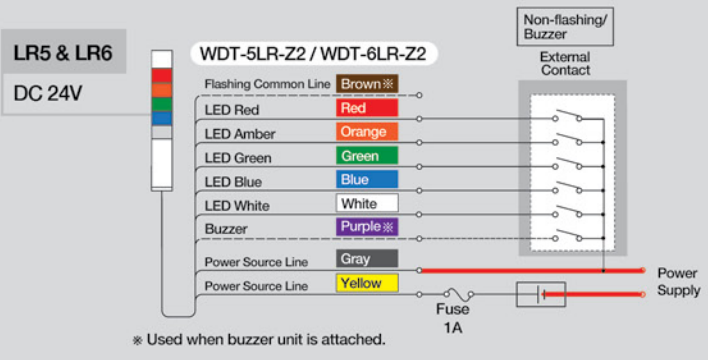 LR5 & LR6
DC 24V
WDT-5LR-Z2 / WDT-6LR-Z2
Non-flashing/
Buzzer
External
Contact
Flashing Common Line Brown※
LED Red Red
LED Amber Orange
LED Green Green
LED Blue Blue
LED White White
Buzzer Purple※
Power Source Line Gray
Power Source Line Yellow
Fuse
1A
Power
Supply
※ Used when buzzer unit is attached.